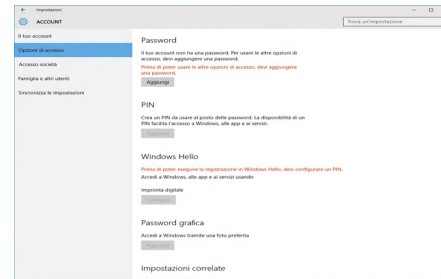 Impostazioni
ACCOUNT
Trova un'impostazione
Il tuo account
Opzioni di accesso
Accesso società
Famiglia e altri utenti
Sincronizza le impostazioni
Password
Il tuo account non ha una password. Per usare le altre opzioni di
accesso, devi aggiungere una password.
Prima di poter usare le altre opzioni di accesso, devi aggiungere
una password.
Aggiungi
PIN
Crea un PIN da usare al posto delle password. La disponibilità di un
PIN facilita l'accesso a Windows, alle app e ai servizi.
Aggiungi
Windows Hello
Prima di poter eseguire la registrazione in Windows Hello, devi configurare un PIN.
Accedi a Windows, alle app e ai servizi usando
Impronta digitale
Configura
Password grafica
Accedi a Windows tramite una foto preferita
Aggiungi
Impostazioni correlate